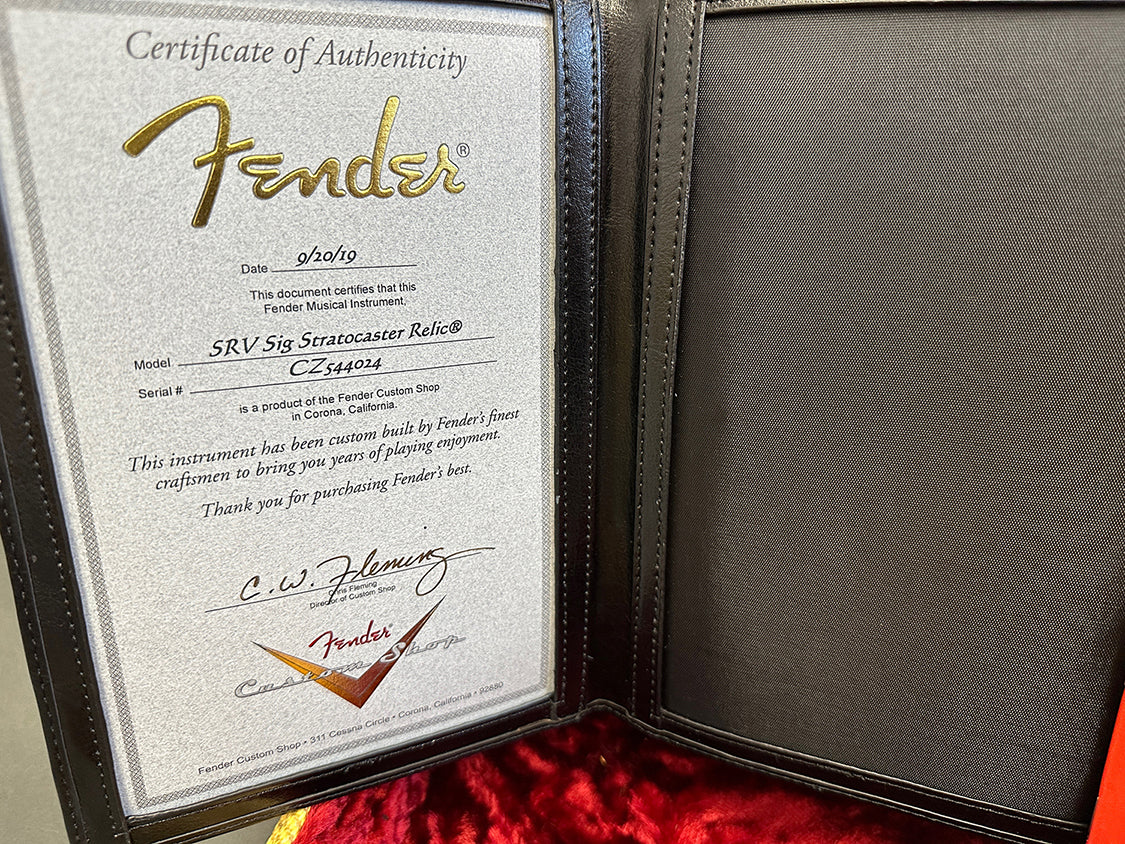 Certificate of Authenticity
Fender®
Date 9/20/19
This document certifies that this
Fender Musical Instrument,
Model SRV Sig Stratocaster Relic®
Serial # CZ544024
is a product of the Fender Custom Shop
in Corona, California.
This instrument has been custom built by Fender's finest
craftsmen to bring you years of playing enjoyment.
Thank you for purchasing Fender's best.
C. W. Fleming
Chris Fleming
Director of Custom Shop
Fender®
Custom Shop
Fender Custom Shop • 311 Cessna Circle • Corona, California • 92880